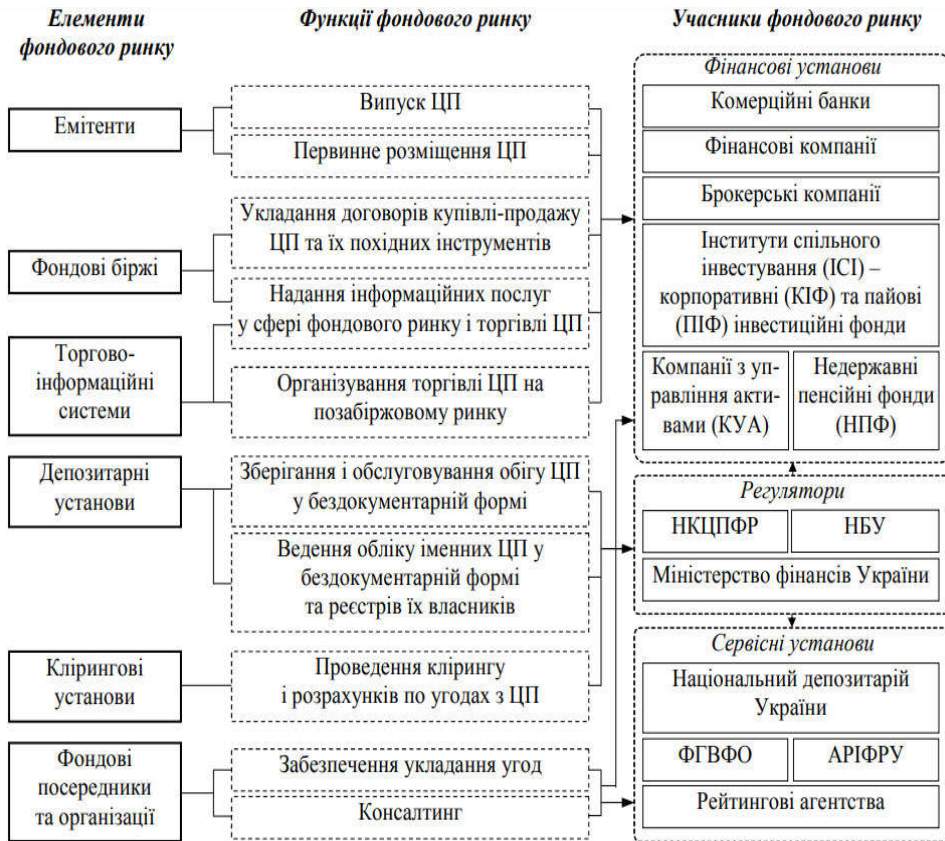 Елементи
фондового ринку
Функції фондового ринку
Учасники фондового ринку
Емітенти
Фондові біржі
Торгово-
інформаційні
системи
Депозитарні
установи
Клірингові
установи
Фондові
посередники
та організації
Випуск ЦП
Первинне розміщення ЦП
Укладання договорів купівлі-продажу
ЦП та їх похідних інструментів
Надання інформаційних послуг
у сфері фондового ринку і торгівлі ЦП
Організування торгівлі ЦП на
позабіржовому ринку
Зберігання і обслуговування обігу ЦП
у бездокументарній формі
Ведення обліку іменних ЦП у
бездокументарній формі
та реєстрів їх власників
Проведення клірингу
і розрахунків по угодах з ЦП
Забезпечення укладання угод
Консалтинг
Фінансові установи
Комерційні банки
Фінансові компанії
Брокерські компанії
Інститути спільного
інвестування (ІСІ) –
корпоративні (КІФ) та пайові
(ПІФ) інвестиційні фонди
Компанії з уп-
равління акти-
вами (КУА)
Недержавні
пенсійні фонди
(НПФ)
Регулятори
НКЦПФР
НБУ
Міністерство фінансів України
Сервісні установи
Національний депозитарій
України
ФГВФО
АРІФРУ
Рейтингові агентства